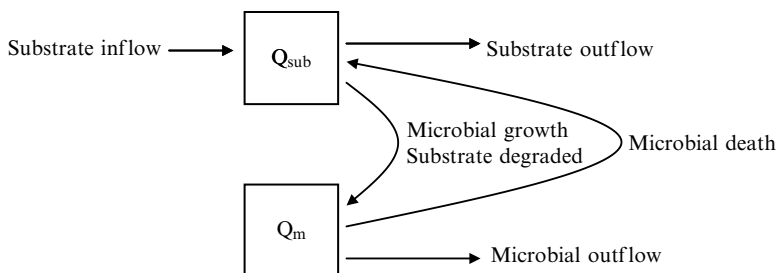 Substrate inflow
Qsub
Substrate outflow
Microbial growth
Substrate degraded
Microbial death
Qm
Microbial outflow